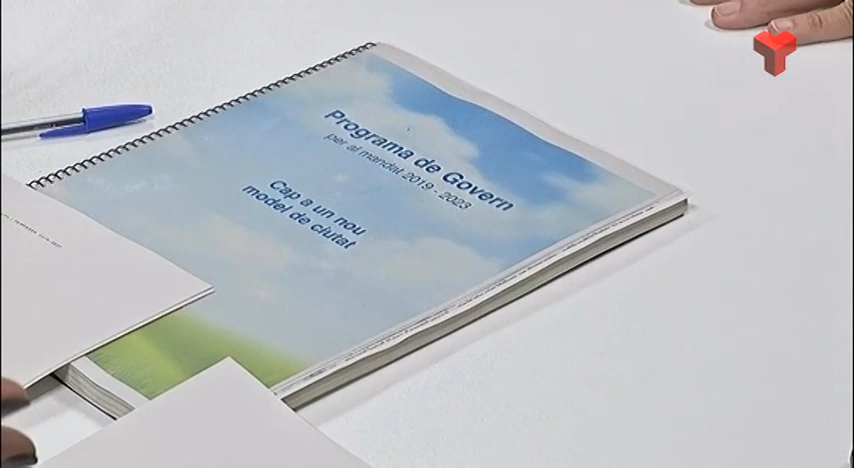 Programa de Govern
per al mandat 2019 - 2023
Cap a un nou
model de ciutat